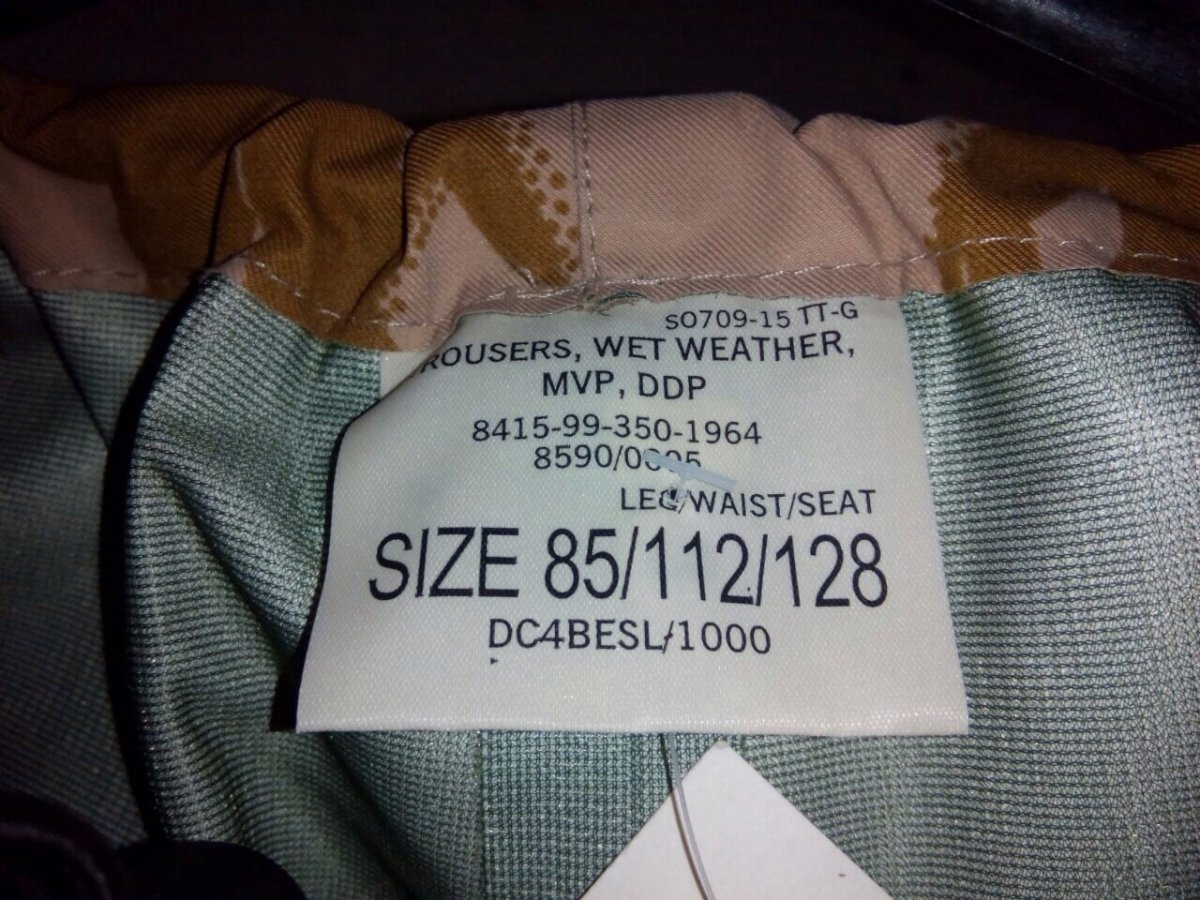 SO709-15 TT-G
ROUSERS, WET WEATHER,
MVP, DDP
8415-99-350-1964
LEG/WAIST/SEAT
SIZE 85/112/128
DC4BESL/1000